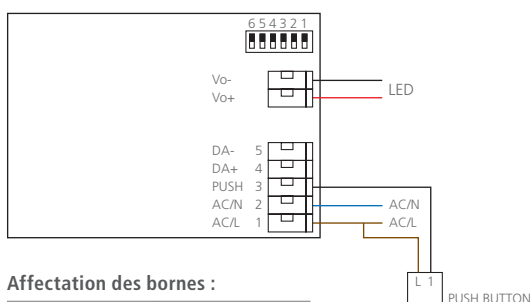 6 5 4 3 2 1
Vo-
Vo+
LED
DA- 5
DA+ 4
PUSH 3
AC/N 2 AC/N
AC/L 1 AC/L
Affectation des bornes :
L 1
PUSH BUTTON